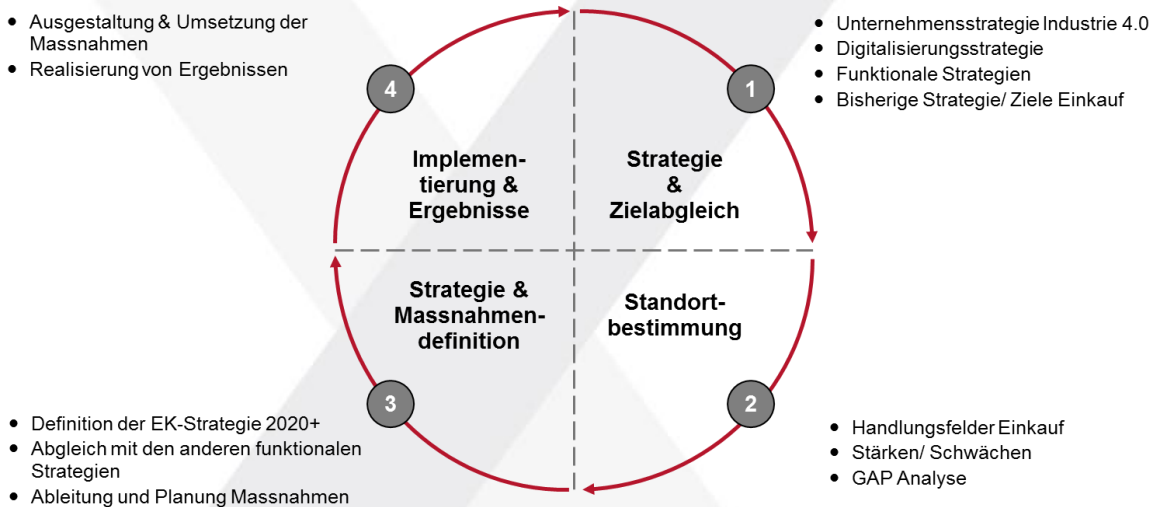 • Ausgestaltung & Umsetzung der
Massnahmen
• Realisierung von Ergebnissen
4
Implemen-
tierung &
Ergebnisse
1
Strategie
&
Zielabgleich
• Unternehmensstrategie Industrie 4.0
• Digitalisierungsstrategie
• Funktionale Strategien
• Bisherige Strategie/ Ziele Einkauf
Strategie &
Massnahmen-
definition
3
• Definition der EK-Strategie 2020+
• Abgleich mit den anderen funktionalen
Strategien
• Ableitung und Planung Massnahmen
Standort-
bestimmung
2
• Handlungsfelder Einkauf
• Stärken/ Schwächen
• GAP Analyse